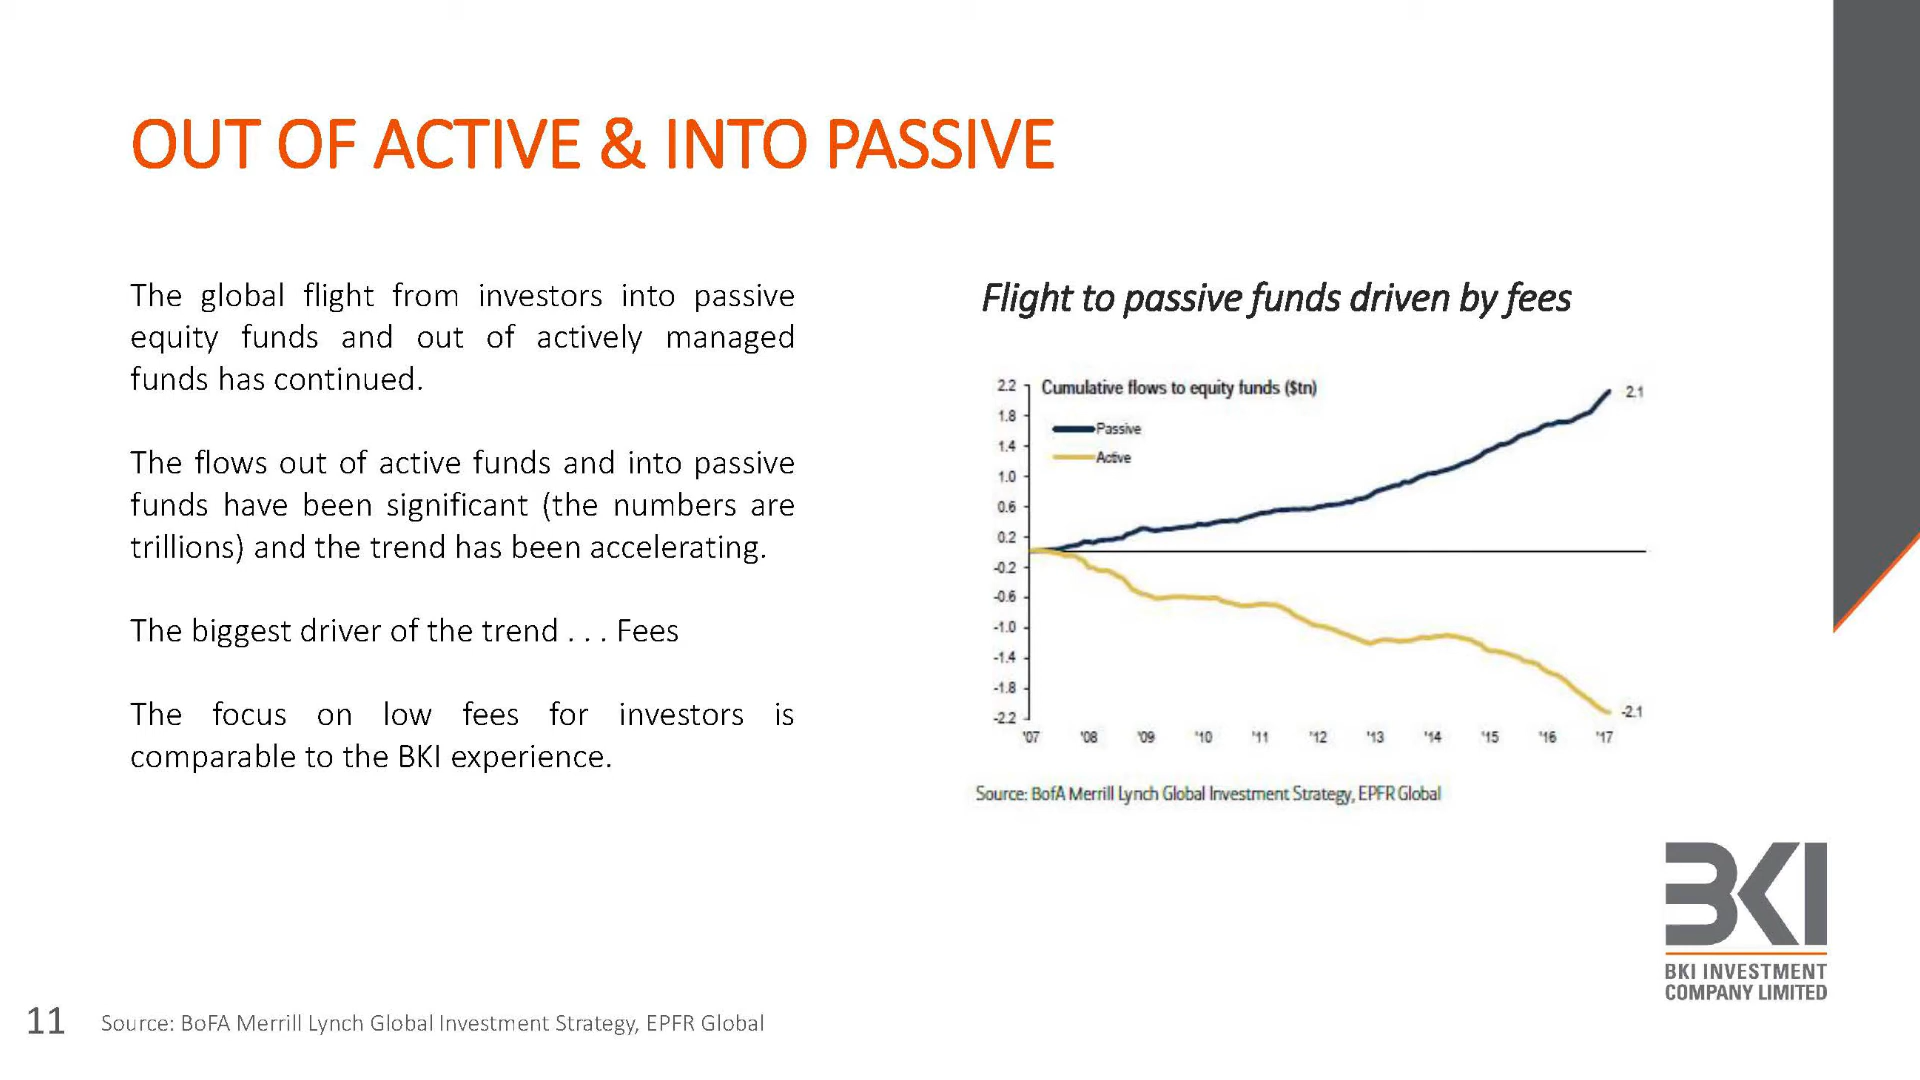 OUT OF ACTIVE & INTO PASSIVE
The global flight from investors into passive
equity funds and out of actively managed
funds has continued.
The flows out of active funds and into passive
funds have been significant (the numbers are
trillions) and the trend has been accelerating.
The biggest driver of the trend . . . Fees
The focus on low fees for investors is
comparable to the BKI experience.
Flight to passive funds driven by fees
Cumulative flows to equity funds ($tn)
Passive
Active
2.2
1.8
1.4
1.0
0.6
0.2
-0.2
-0.6
-1.0
-1.4
-1.8
-2.2
2.1
-2.1
'07 '08 '09 '10 '11 '12 '13 '14 '15 '16 '17
Source: BofA Merrill Lynch Global Investment Strategy, EPFR Global
BKI
BKI INVESTMENT
COMPANY LIMITED
11 Source: BoFA Merrill Lynch Global Investment Strategy, EPFR Global